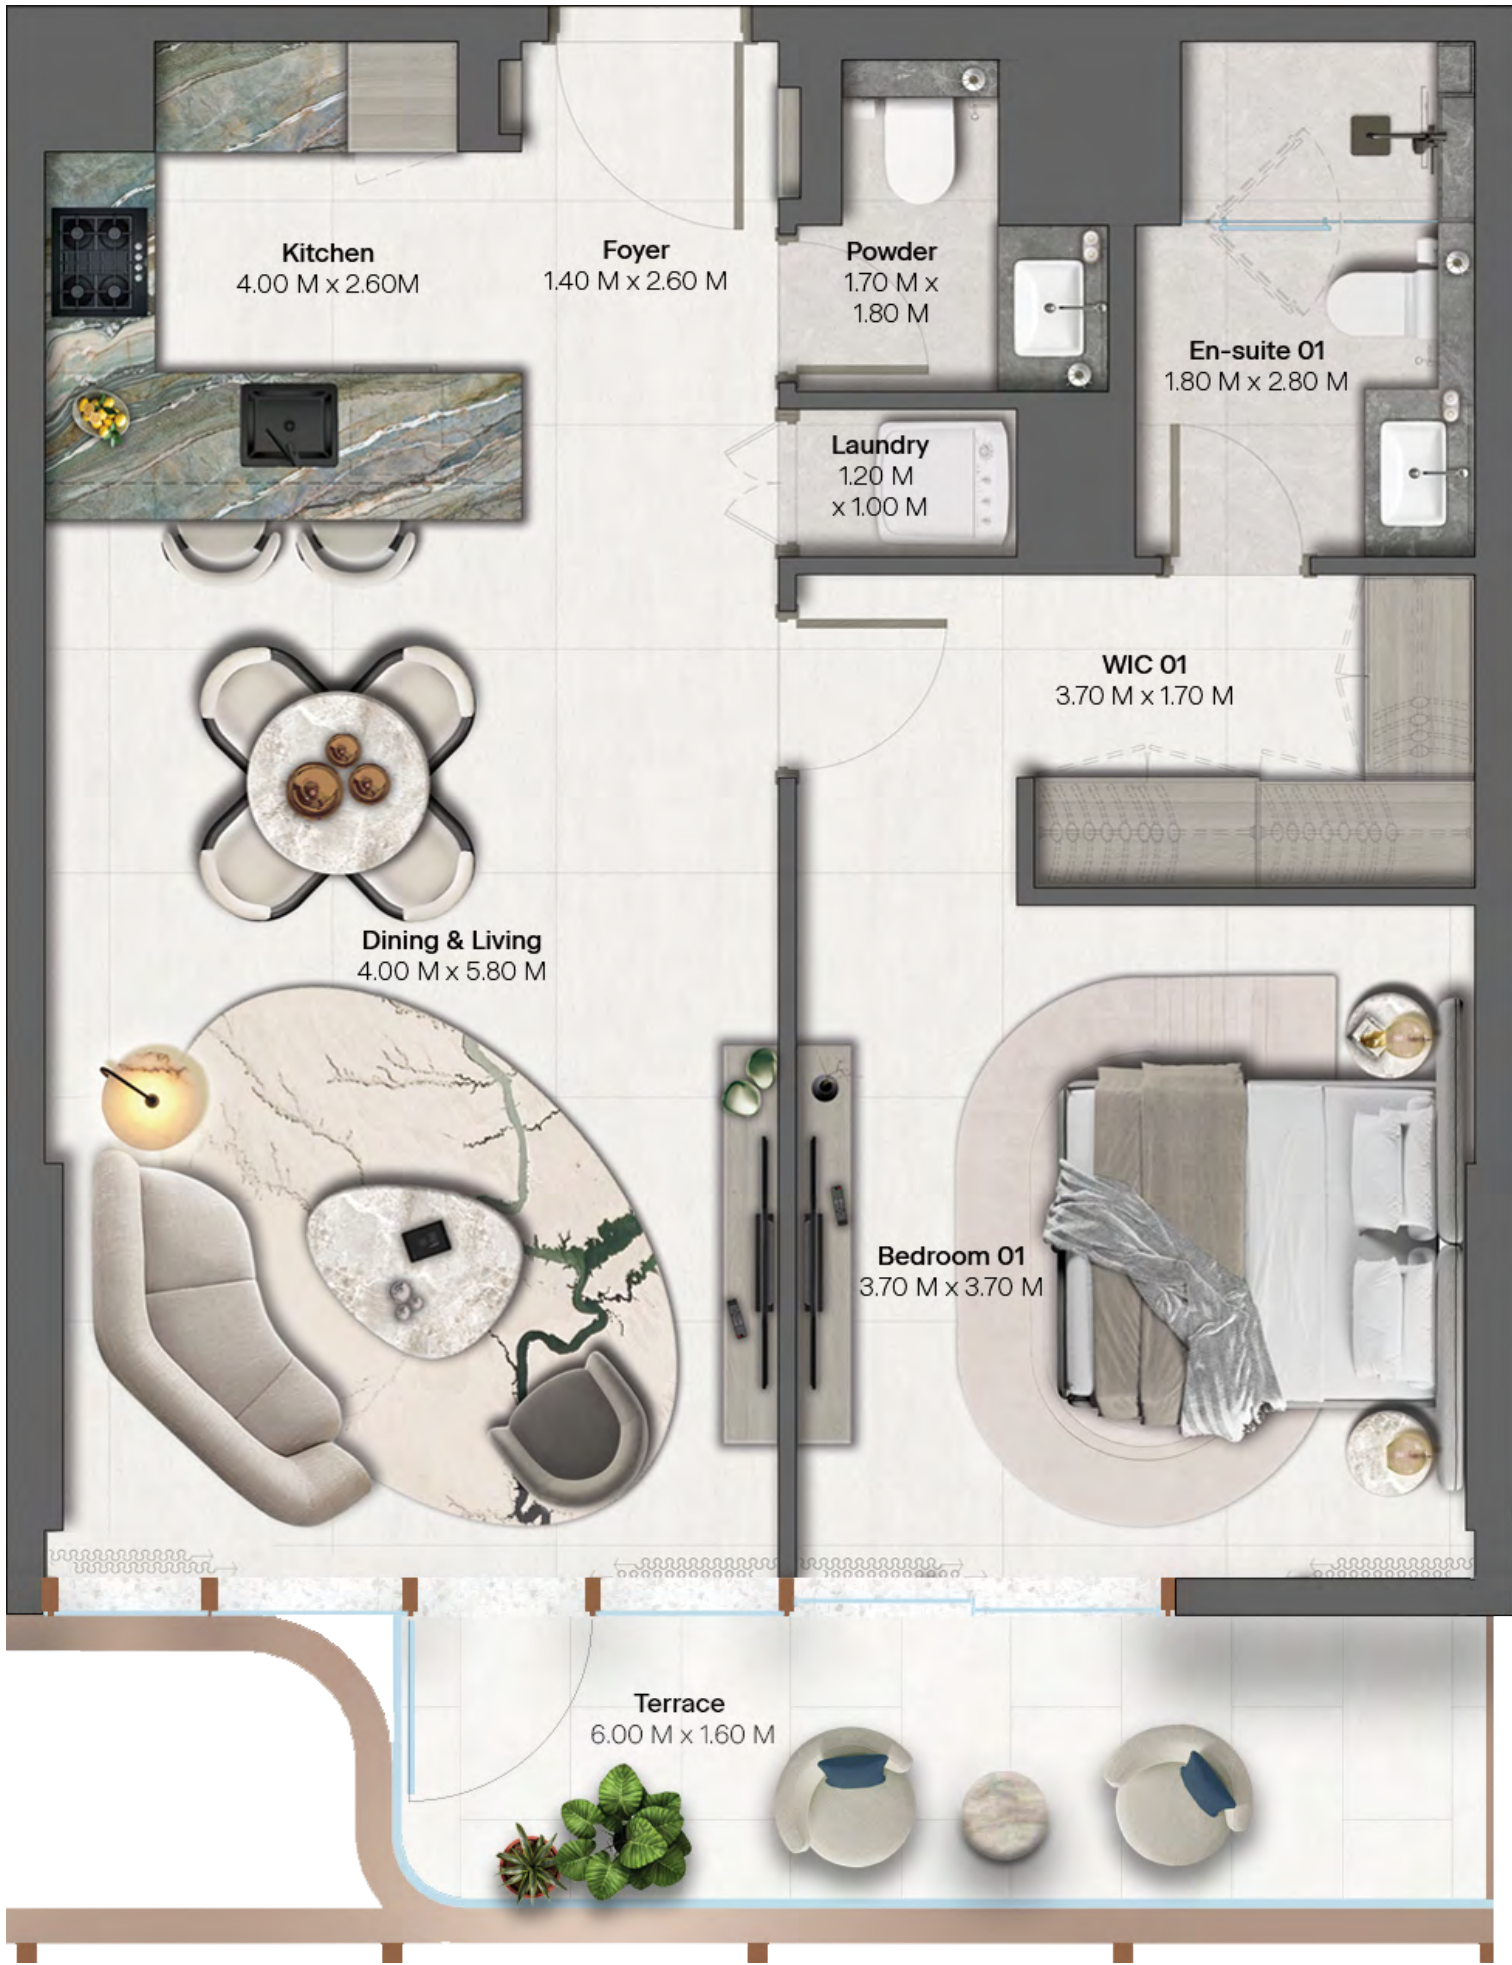 Kitchen
4.00 M x 2.60M
Foyer
1.40 M x 2.60 M
Powder
1.70 M x
1.80 M
En-suite 01
1.80 M x 2.80 M
Laundry
1.20 M
x 1.00 M
WIC 01
3.70 M x 1.70 M
Dining & Living
4.00 M x 5.80 M
Bedroom 01
3.70 M x 3.70 M
Terrace
6.00 M x 1.60 M